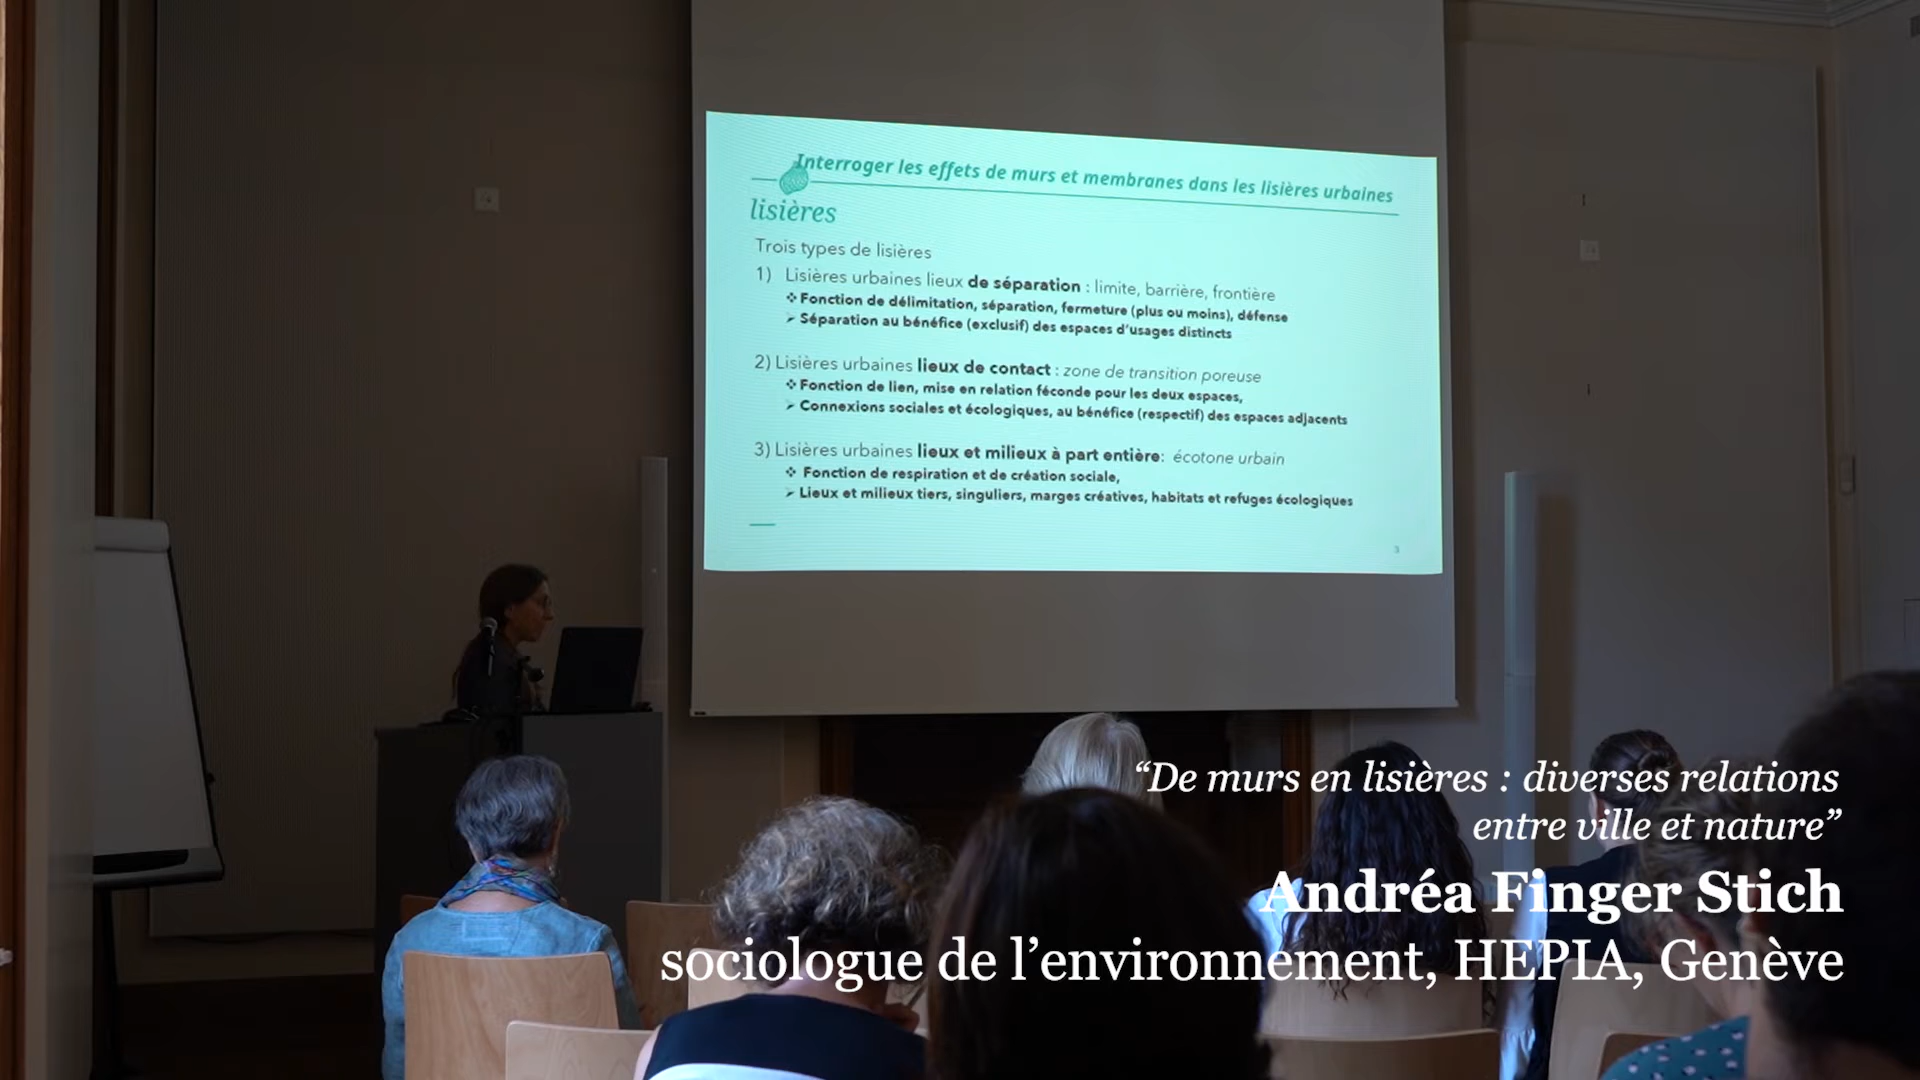 Interroger les effets de murs et membranes dans les lisières urbaines
lisières
Trois types de lisières
1) Lisières urbaines lieux de séparation : limite, barrière, frontière
❖ Fonction de délimitation, séparation, fermeture (plus ou moins), défense
➢ Séparation au bénéfice (exclusif) des espaces d’usages distincts
2) Lisières urbaines lieux de contact : zone de transition poreuse
❖ Fonction de lien, mise en relation féconde pour les deux espaces,
➢ Connexions sociales et écologiques, au bénéfice (respectif) des espaces adjacents
3) Lisières urbaines lieux et milieux à part entière: écotone urbain
❖ Fonction de respiration et de création sociale,
➢ Lieux et milieux tiers, singuliers, marges créatives, habitats et refuges écologiques
3
“De murs en lisières : diverses relations
entre ville et nature”
Andréa Finger Stich
sociologue de l’environnement, HEPIA, Genève